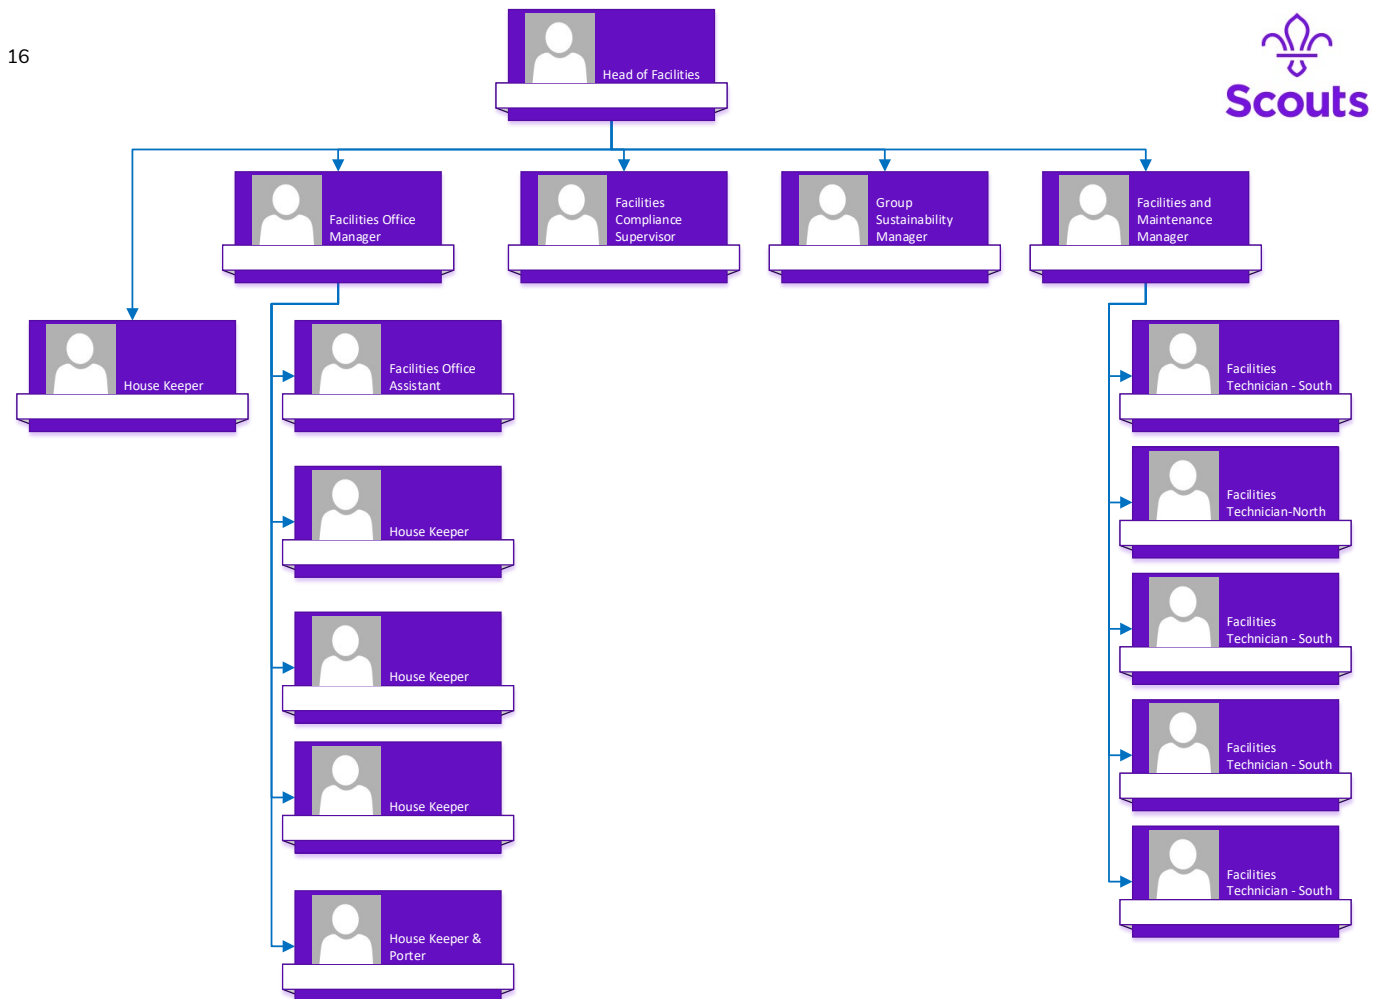 16
Head of Facilities
Scouts
Facilities Office
Manager
Facilities
Compliance
Supervisor
Group
Sustainability
Manager
Facilities and
Maintenance
Manager
House Keeper
Facilities Office
Assistant
House Keeper
House Keeper
House Keeper
House Keeper &
Porter
Facilities
Technician - South
Facilities
Technician-North
Facilities
Technician - South
Facilities
Technician - South
Facilities
Technician - South